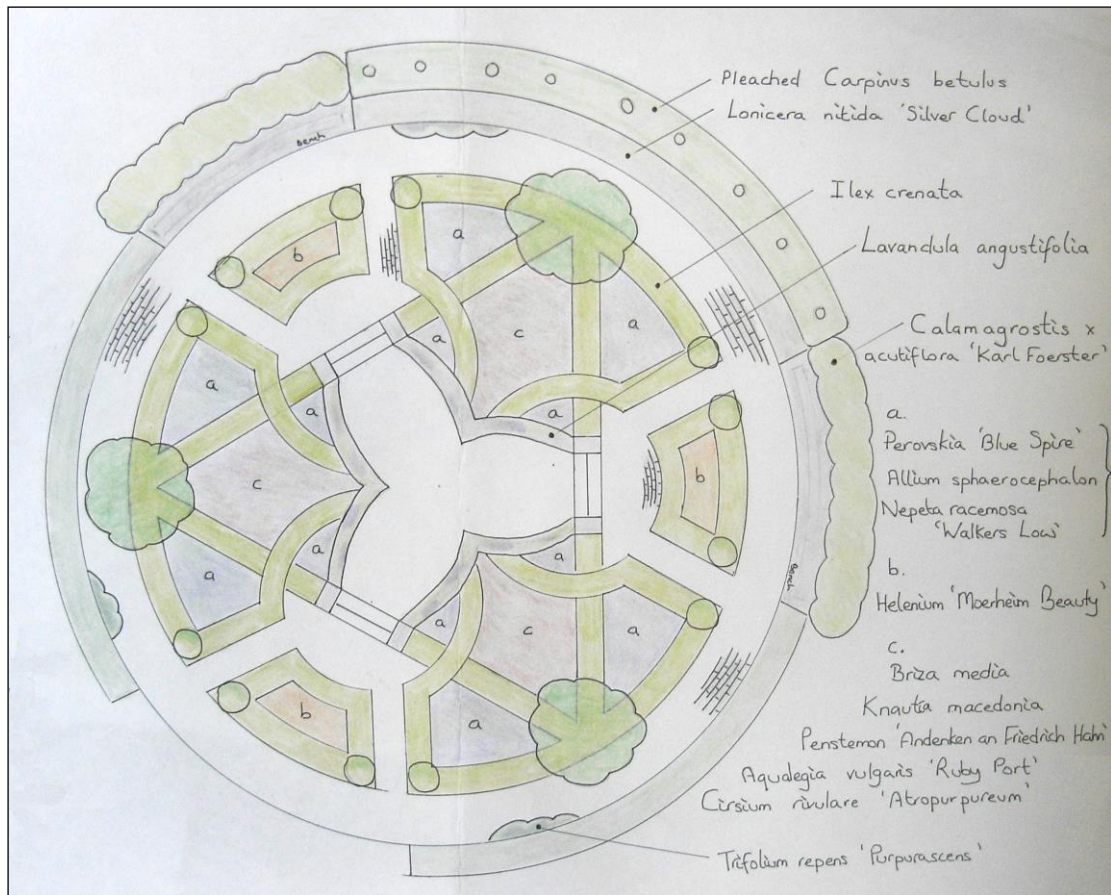 Pleached Carpinus betulus
Lonicera nitida 'Silver Cloud'
bench
Ilex crenata
a
Lavandula angustifolia
b
a
Calamagrostis x
acutiflora 'Karl Foerster'
c
a
a
a
a
a.
Perovskia 'Blue Spire'
Allium sphaerocephalon
Nepeta racemosa
'Walkers Low'
b
c
a
a
a
Bench
b.
Helenium 'Moerheim Beauty'
a
c
a
c.
Briza media
Knautia macedonia
b
a
Penstemon 'Andenken an Friedrich Hahn'
Aqualegia vulgaris 'Ruby Port'
Cirsium rivulare 'Atropurpureum'
Trifolium repens 'Purpurascens'